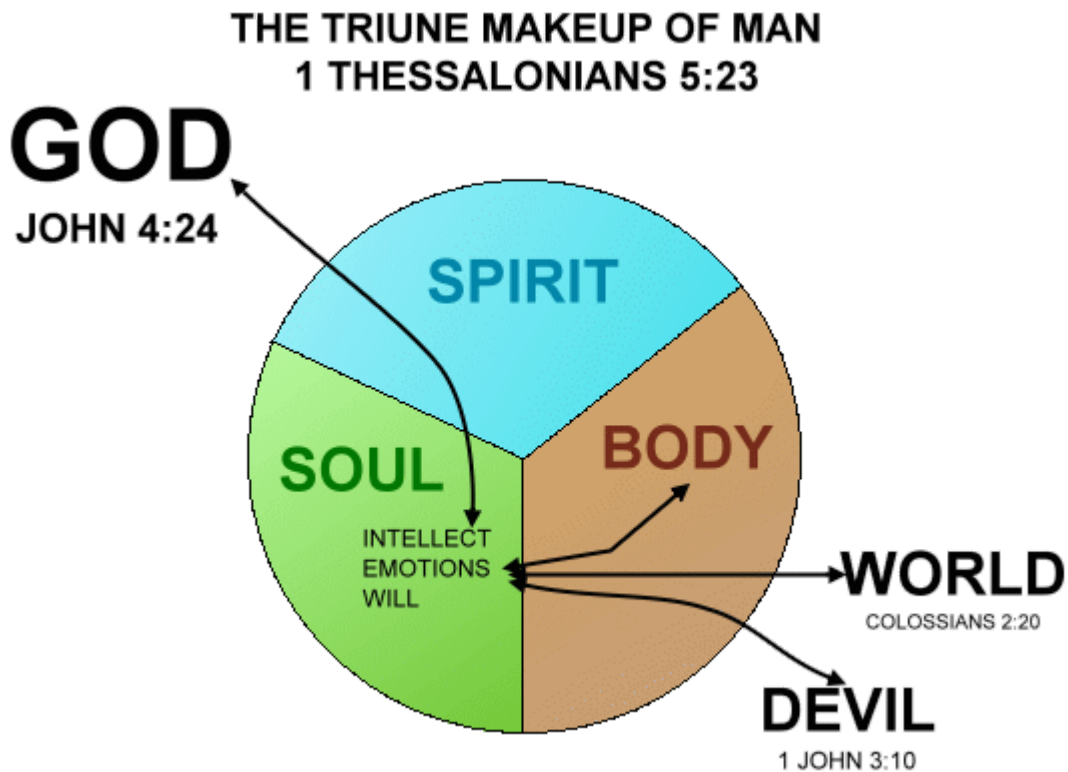 THE TRIUNE MAKEUP OF MAN
1 THESSALONIANS 5:23
GOD
JOHN 4:24
SPIRIT
SOUL
INTELLECT
EMOTIONS
WILL
BODY
WORLD
COLOSSIANS 2:20
DEVIL
1 JOHN 3:10